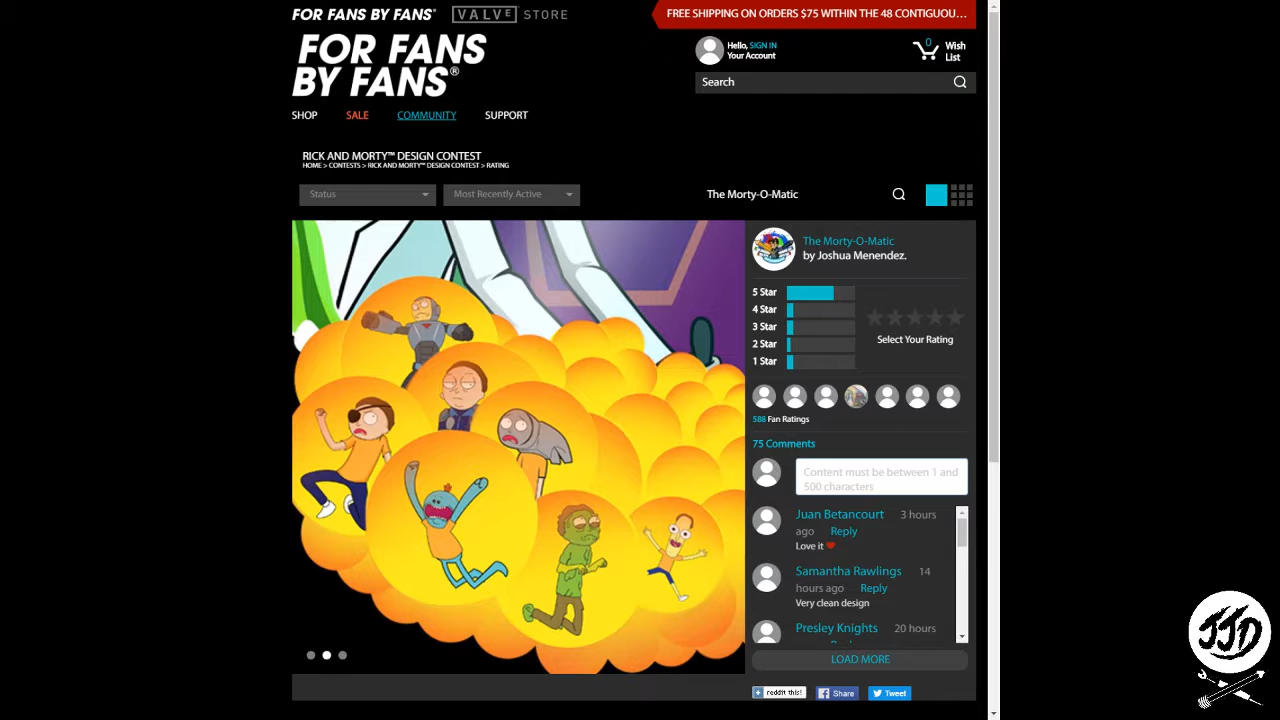 FOR FANS BY FANS®
VALVE STORE
FREE SHIPPING ON ORDERS $75 WITHIN THE 48 CONTIGUOU...
FOR FANS
BY FANS®
Hello, SIGN IN
Your Account
0
Wish
List
Search
SHOP
SALE
COMMUNITY
SUPPORT
RICK AND MORTY™ DESIGN CONTEST
HOME > CONTESTS > RICK AND MORTY™ DESIGN CONTEST > RATING
Status
Most Recently Active
The Morty-O-Matic
The Morty-O-Matic
by Joshua Menendez.
5 Star
4 Star
3 Star
2 Star
1 Star
Select Your Rating
588 Fan Ratings
75 Comments
Content must be between 1 and
500 characters
Juan Betancourt 3 hours
ago Reply
Love it
Samantha Rawlings 14
hours ago Reply
Very clean design
Presley Knights 20 hours
LOAD MORE
reddit this!
Share
Tweet
JJD